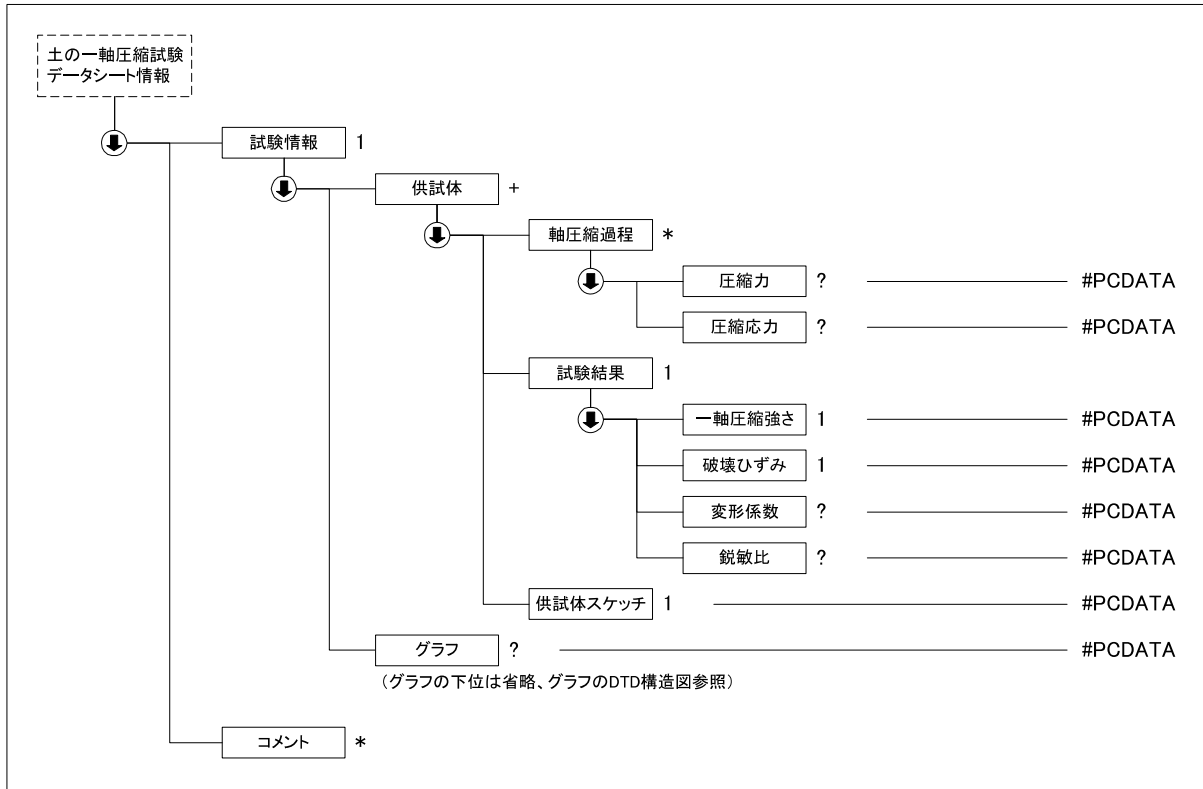 土の一軸圧縮試験
データシート情報
試験情報 1
供試体 +
軸圧縮過程 *
圧縮力 ? #PCDATA
圧縮応力 ? #PCDATA
試験結果 1
一軸圧縮強さ 1 #PCDATA
破壊ひずみ 1 #PCDATA
変形係数 ? #PCDATA
鋭敏比 ? #PCDATA
供試体スケッチ 1 #PCDATA
グラフ ? #PCDATA
（グラフの下位は省略、グラフのDTD構造図参照）
コメント *